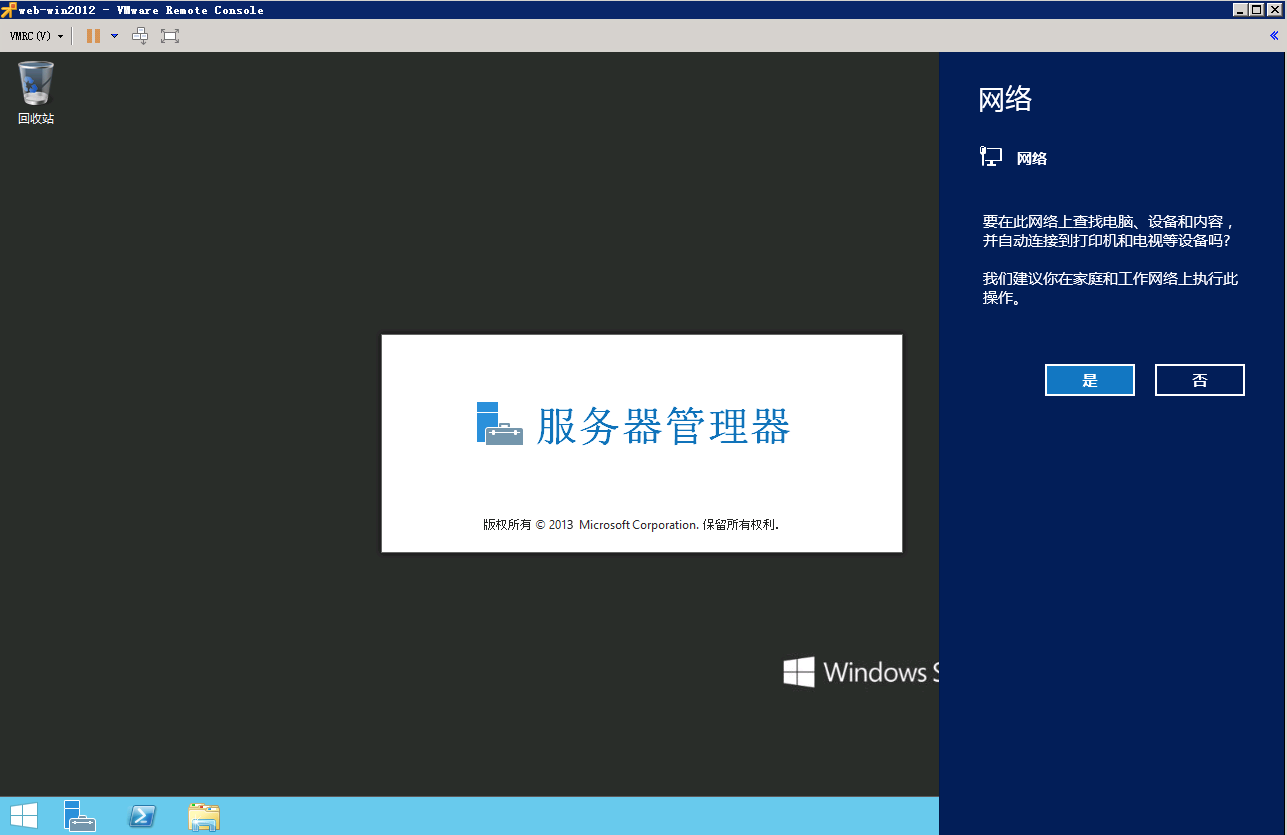 web-win2012 - VMware Remote Console
VMRC(V)
回收站
网络
网络
要在此网络上查找电脑、设备和内容，
并自动连接到打印机和电视等设备吗?
我们建议你在家庭和工作网络上执行此
操作。
是
否
服务器管理器
版权所有 © 2013 Microsoft Corporation. 保留所有权利.
Windows S